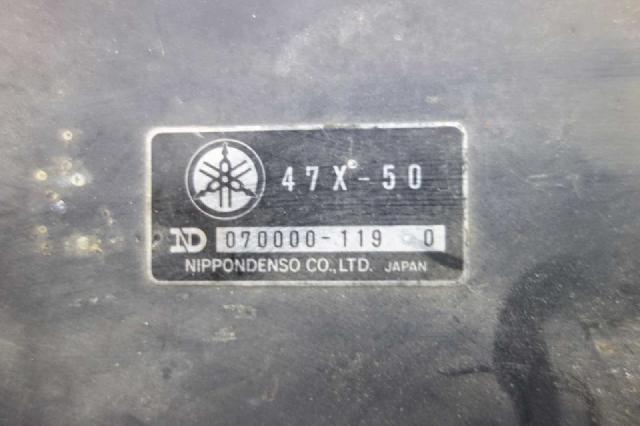 47X-50
ND 070000-119 0
NIPPONDENSO CO.,LTD. JAPAN